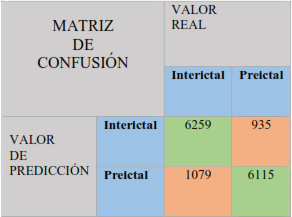 MATRIZ
DE
CONFUSIÓN
VALOR
REAL
Interictal Preictal
VALOR
DE
PREDICCIÓN
Interictal 6259 935
Preictal 1079 6115